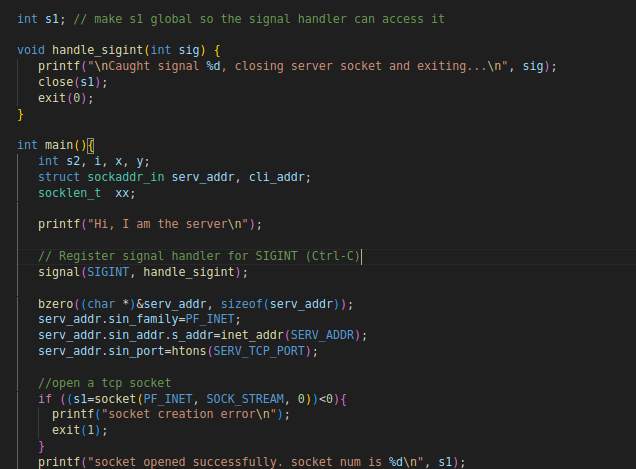 int s1; // make s1 global so the signal handler can access it
void handle_sigint(int sig) {
printf("\nCaught signal %d, closing server socket and exiting...\n", sig);
close(s1);
exit(0);
}
int main(){
int s2, i, x, y;
struct sockaddr_in serv_addr, cli_addr;
socklen_t  xx;
printf("Hi, I am the server\n");
// Register signal handler for SIGINT (Ctrl-C)
signal(SIGINT, handle_sigint);
bzero((char *)&serv_addr, sizeof(serv_addr));
serv_addr.sin_family=PF_INET;
serv_addr.sin_addr.s_addr=inet_addr(SERV_ADDR);
serv_addr.sin_port=htons(SERV_TCP_PORT);
//open a tcp socket
if ((s1=socket(PF_INET, SOCK_STREAM, 0))<0){
printf("socket creation error\n");
exit(1);
}
printf("socket opened successfully. socket num is %d\n", s1);